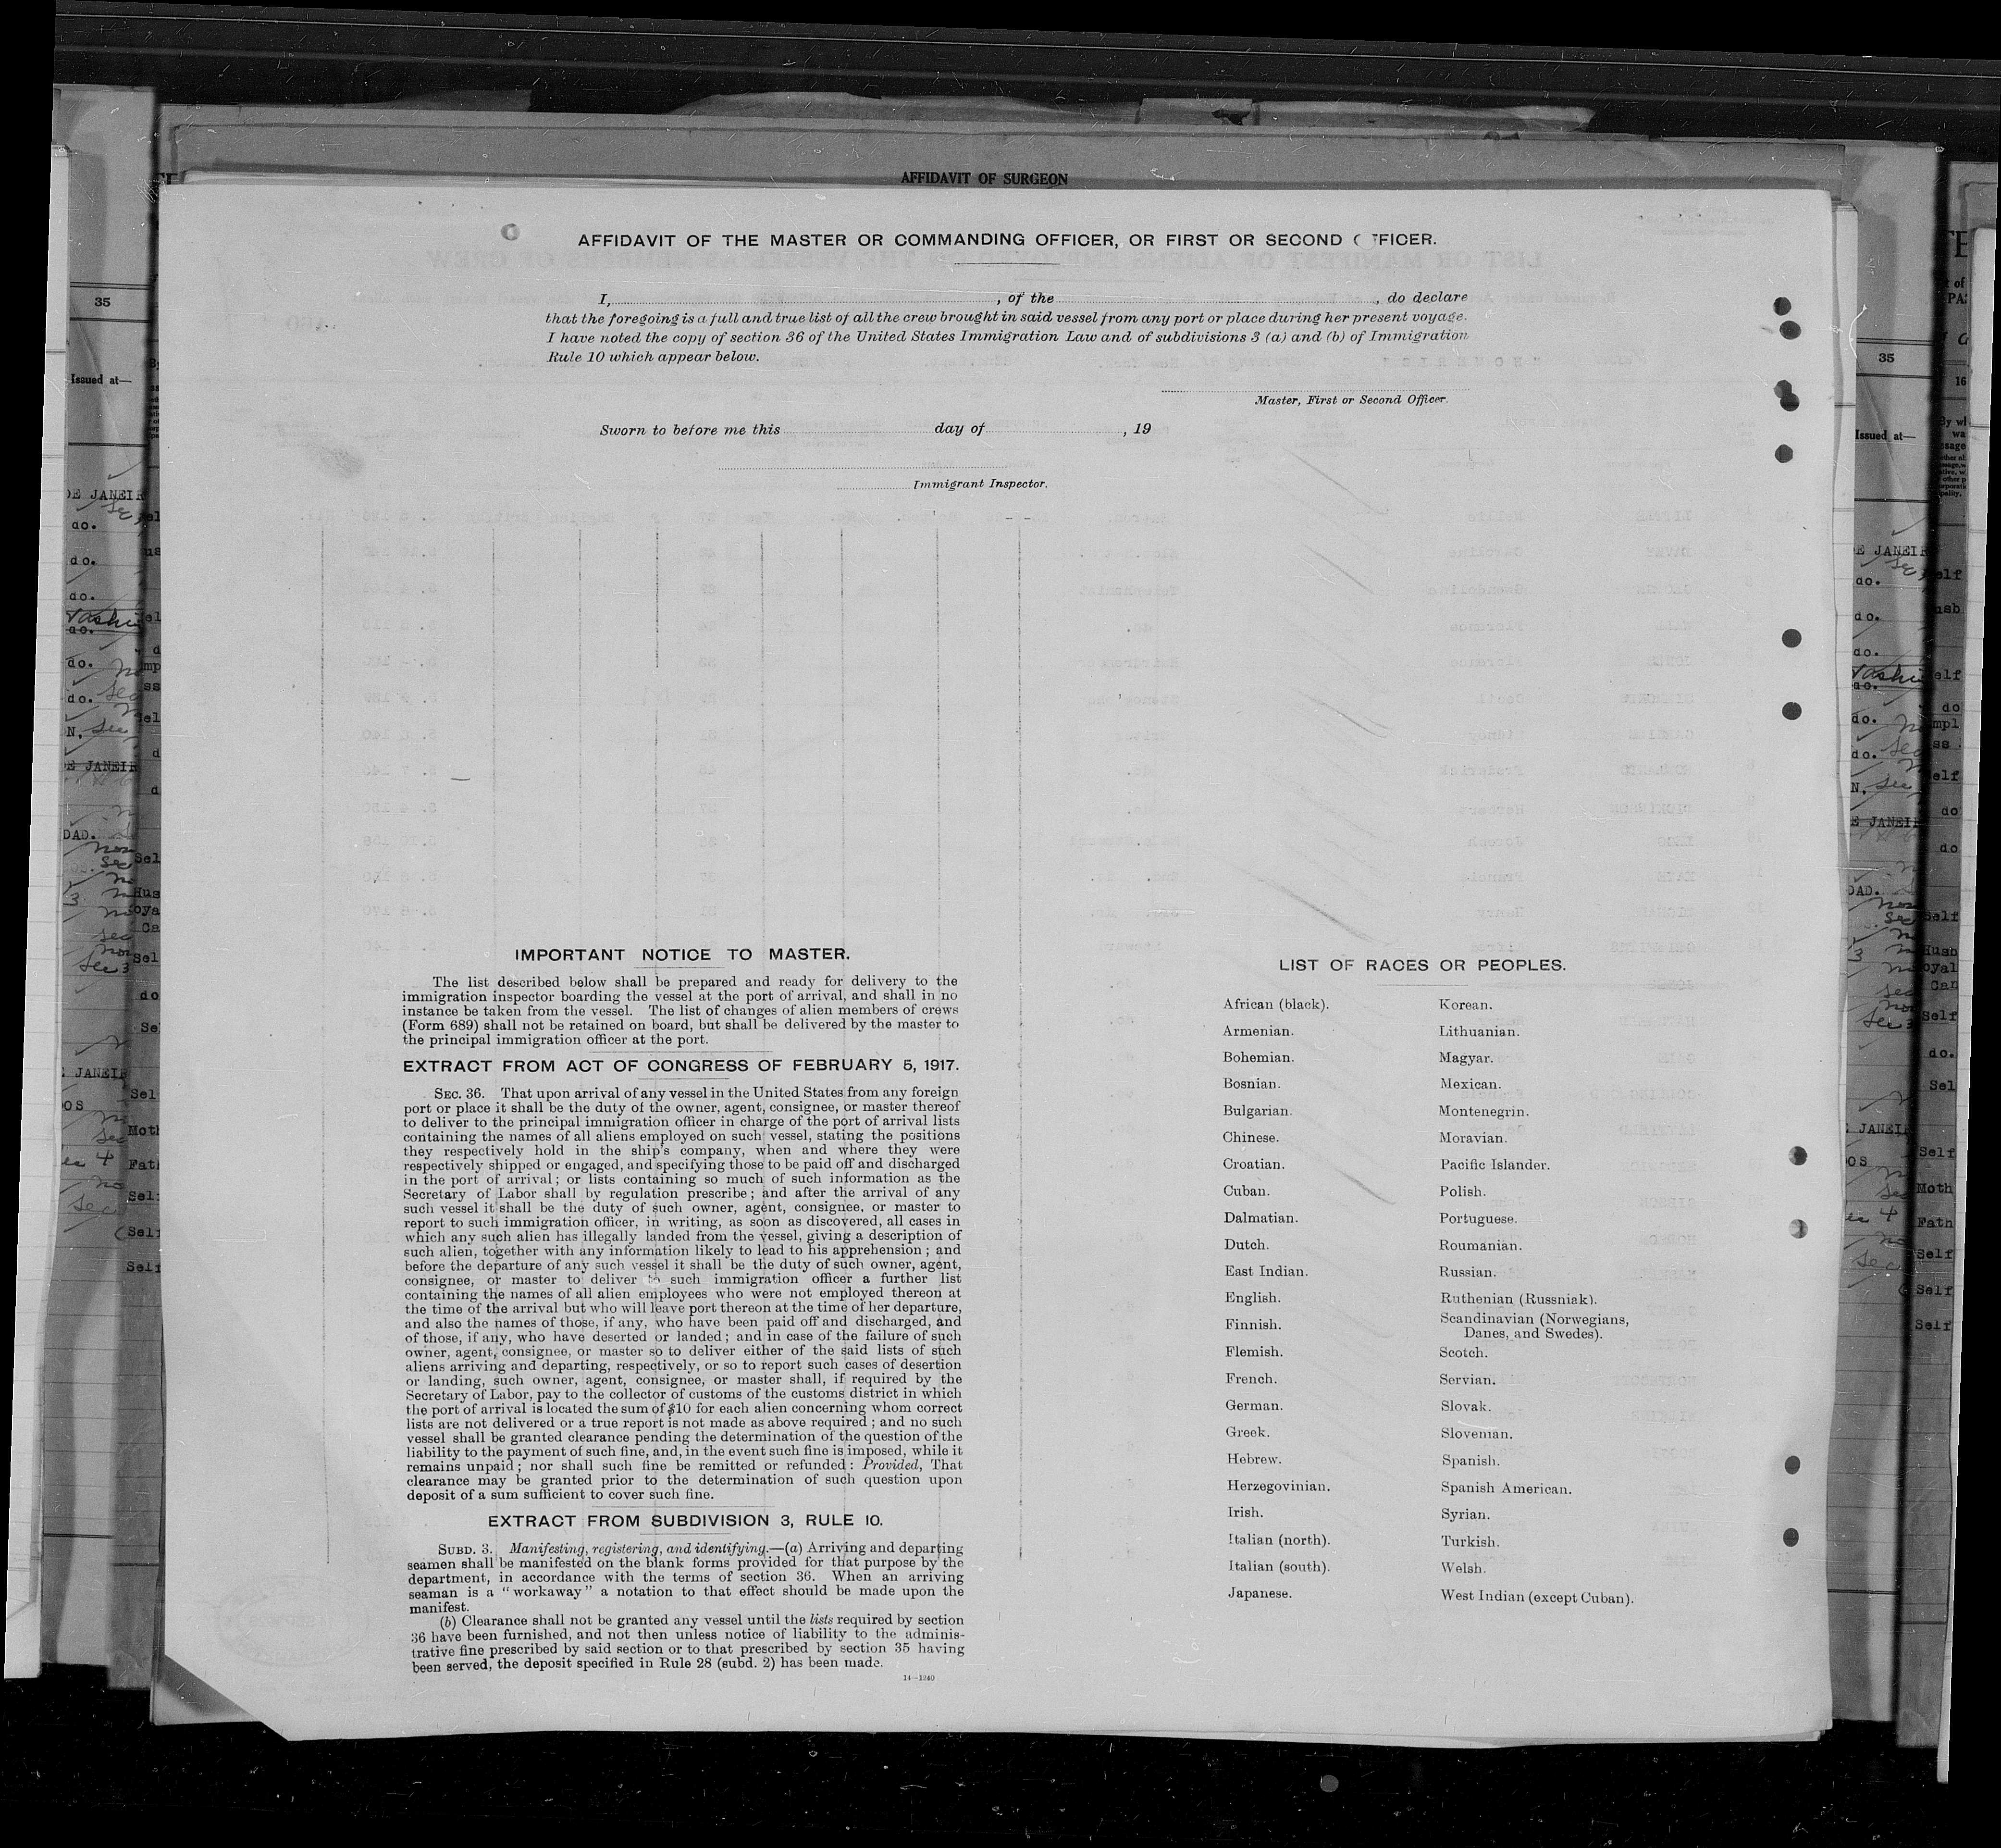 AFFIDAVIT OF SURGEON
AFFIDAVIT OF THE MASTER OR COMMANDING OFFICER, OR FIRST OR SECOND OFFICER.
I, , of the , do declare
that the foregoing is a full and true list of all the crew brought in said vessel from any port or place during her present voyage.
I have noted the copy of section 36 of the United States Immigration Law and of subdivisions 3 (a) and (b) of Immigration
Rule 10 which appear below.
Master, First or Second Officer.
Sworn to before me this day of , 19
Immigrant Inspector.
IMPORTANT NOTICE TO MASTER.
The list described below shall be prepared and ready for delivery to the
immigration inspector boarding the vessel at the port of arrival, and shall in no
instance be taken from the vessel. The list of changes of alien members of crews
(Form 689) shall not be retained on board, but shall be delivered by the master to
the principal immigration officer at the port.
EXTRACT FROM ACT OF CONGRESS OF FEBRUARY 5, 1917.
SEC. 36. That upon arrival of any vessel in the United States from any foreign
port or place it shall be the duty of the owner, agent, consignee, or master thereof
to deliver to the principal immigration officer in charge of the port of arrival lists
containing the names of all aliens employed on such vessel, stating the positions
they respectively hold in the ship's company, when and where they were
respectively shipped or engaged, and specifying those to be paid off and discharged
in the port of arrival; or lists containing so much of such information as the
Secretary of Labor shall by regulation prescribe; and after the arrival of any
such vessel it shall be the duty of such owner, agent, consignee, or master to
report to such immigration officer, in writing, as soon as discovered, all cases in
which any such alien has illegally landed from the vessel, giving a description of
such alien, together with any information likely to lead to his apprehension; and
before the departure of any such vessel it shall be the duty of such owner, agent,
consignee, or master to deliver to such immigration officer a further list
containing the names of all alien employees who were not employed thereon at
the time of the arrival but who will leave port thereon at the time of her departure,
and also the names of those, if any, who have been paid off and discharged, and
of those, if any, who have deserted or landed; and in case of the failure of such
owner, agent, consignee, or master so to deliver either of the said lists of such
aliens arriving and departing, respectively, or so to report such cases of desertion
or landing, such owner, agent, consignee, or master shall, if required by the
Secretary of Labor, pay to the collector of customs of the customs district in which
the port of arrival is located the sum of $10 for each alien concerning whom correct
lists are not delivered or a true report is not made as above required; and no such
vessel shall be granted clearance pending the determination of the question of the
liability to the payment of such fine, and, in the event such fine is imposed, while it
remains unpaid; nor shall such fine be remitted or refunded: Provided, That
clearance may be granted prior to the determination of such question upon
deposit of a sum sufficient to cover such fine.
EXTRACT FROM SUBDIVISION 3, RULE 10.
SUBD. 3. Manifesting, registering, and identifying.—(a) Arriving and departing
seamen shall be manifested on the blank forms provided for that purpose by the
department, in accordance with the terms of section 36. When an arriving
seaman is a "workaway" a notation to that effect should be made upon the
manifest.
(b) Clearance shall not be granted any vessel until the lists required by section
36 have been furnished, and not then unless notice of liability to the adminis-
trative fine prescribed by said section or to that prescribed by section 35 having
been served, the deposit specified in Rule 28 (subd. 2) has been made.
14—1240
LIST OF RACES OR PEOPLES.
African (black).
Armenian.
Bohemian.
Bosnian.
Bulgarian.
Chinese.
Croatian.
Cuban.
Dalmatian.
Dutch.
East Indian.
English.
Finnish.
Flemish.
French.
German.
Greek.
Hebrew.
Herzegovinian.
Irish.
Italian (north).
Italian (south).
Japanese.
Korean.
Lithuanian.
Magyar.
Mexican.
Montenegrin.
Moravian.
Pacific Islander.
Polish.
Portuguese.
Roumanian.
Russian.
Ruthenian (Russniak).
Scandinavian (Norwegians,
Danes, and Swedes).
Scotch.
Servian.
Slovak.
Slovenian.
Spanish.
Spanish American.
Syrian.
Turkish.
Welsh.
West Indian (except Cuban).
35
Issued at—
35
Issued at—